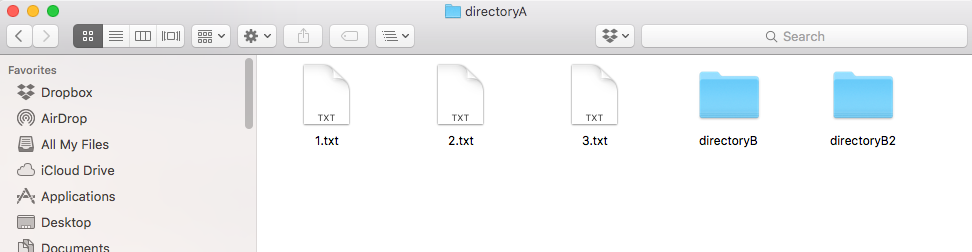 directoryA
Search
Favorites
Dropbox
AirDrop
All My Files
iCloud Drive
Applications
Desktop
Documents
TXT
TXT
TXT
1.txt
2.txt
3.txt
directoryB
directoryB2